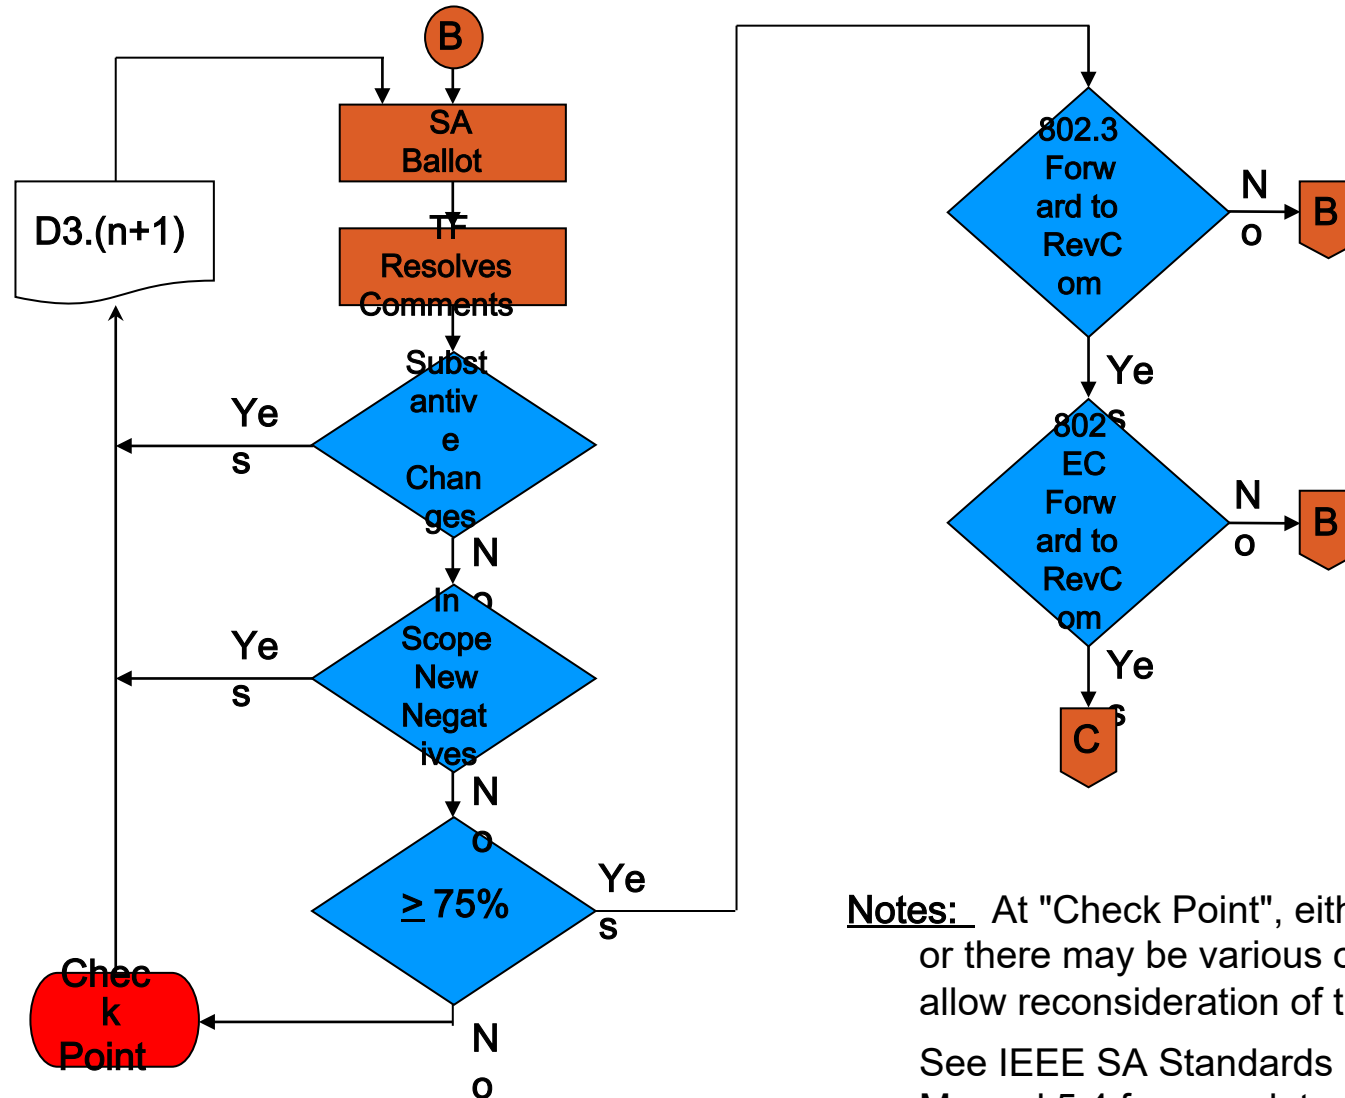 B
SA
Ballot
D3.(n+1)
TF
Resolves
Comments
Subst
antiv
e
Chan
ges
Ye
s
N
o
In
Scope
New
Negat
ives
Ye
s
N
o
> 75%
Ye
s
N
o
Chec
k
Point
802.3
Forw
ard to
RevC
om
N
o
B
Ye
s
802
EC
Forw
ard to
RevC
om
N
o
B
Ye
s
C
Notes: At "Check Point", eith
or there may be various o
allow reconsideration of t
See IEEE SA Standards